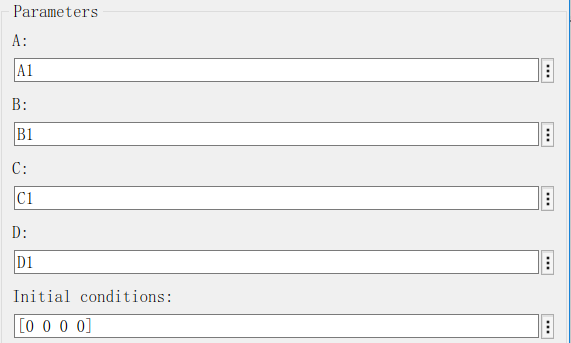 Parameters
A:
A1
B:
B1
C:
C1
D:
D1
Initial conditions:
[0 0 0 0]